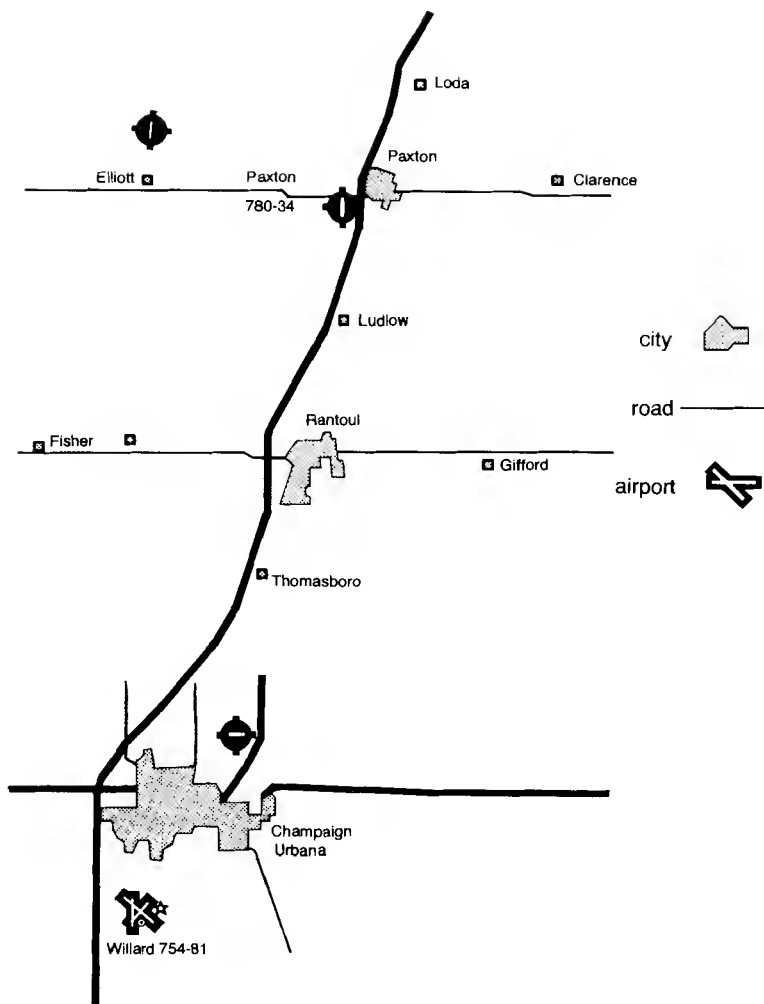 Loda
Paxton
Elliott
Paxton
780-34
Clarence
Ludlow
city
road
Rantoul
Fisher
Gifford
airport
Thomasboro
Champaign
Urbana
Willard 754-81